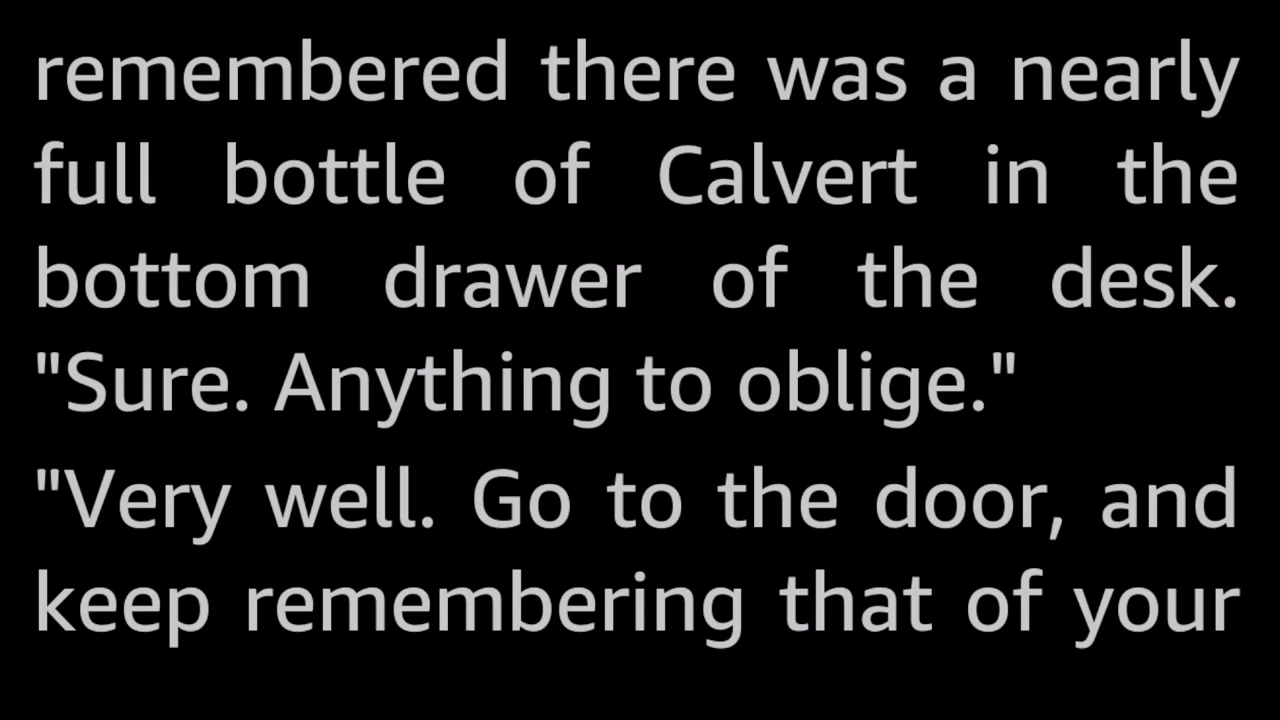 remembered there was a nearly
full bottle of Calvert in the
bottom drawer of the desk.
"Sure. Anything to oblige."
"Very well. Go to the door, and
keep remembering that of your